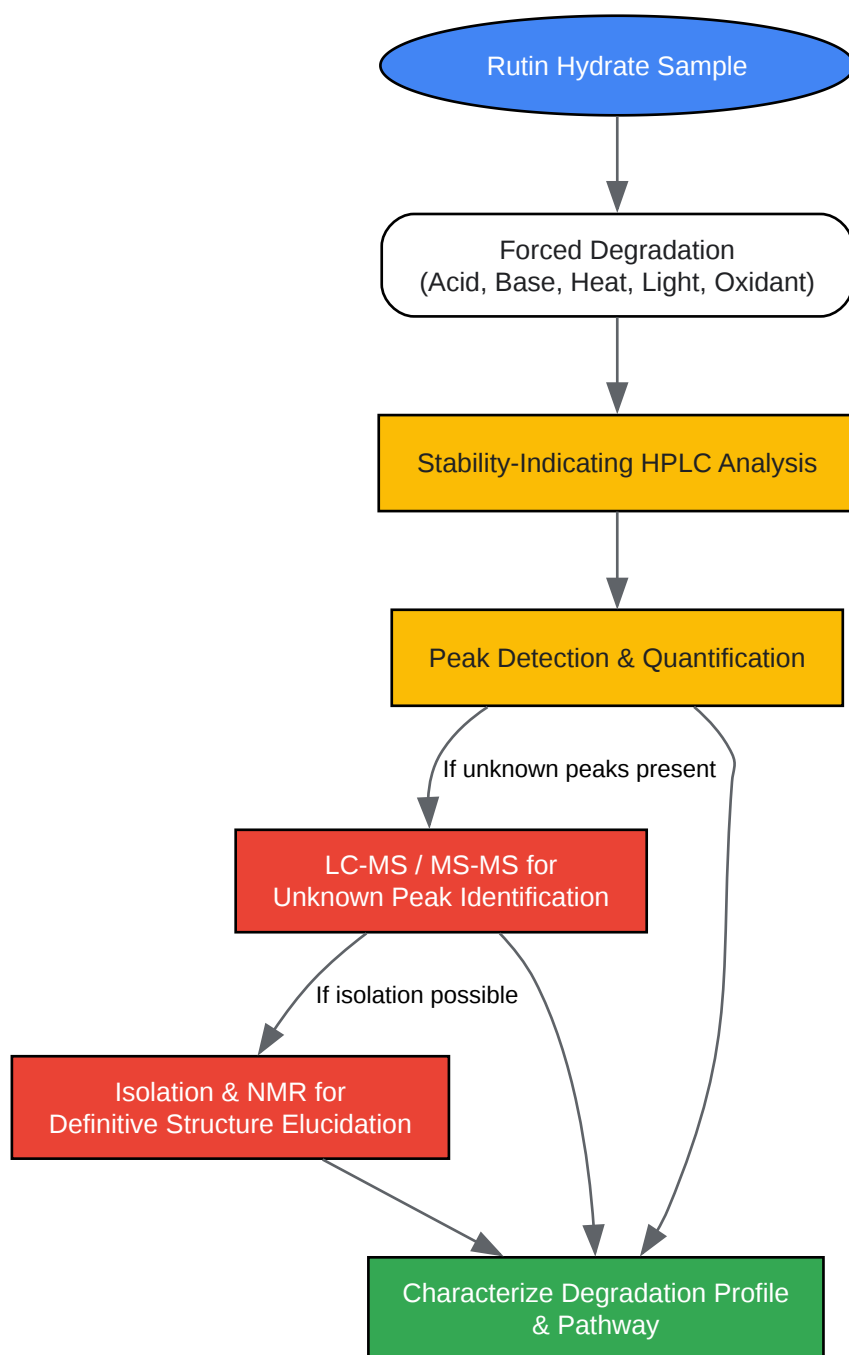 Rutin Hydrate Sample
Forced Degradation
(Acid, Base, Heat, Light, Oxidant)
Stability-Indicating HPLC Analysis
Peak Detection & Quantification
If unknown peaks present
LC-MS / MS-MS for
Unknown Peak Identification
If isolation possible
Isolation & NMR for
Definitive Structure Elucidation
Characterize Degradation Profile
& Pathway